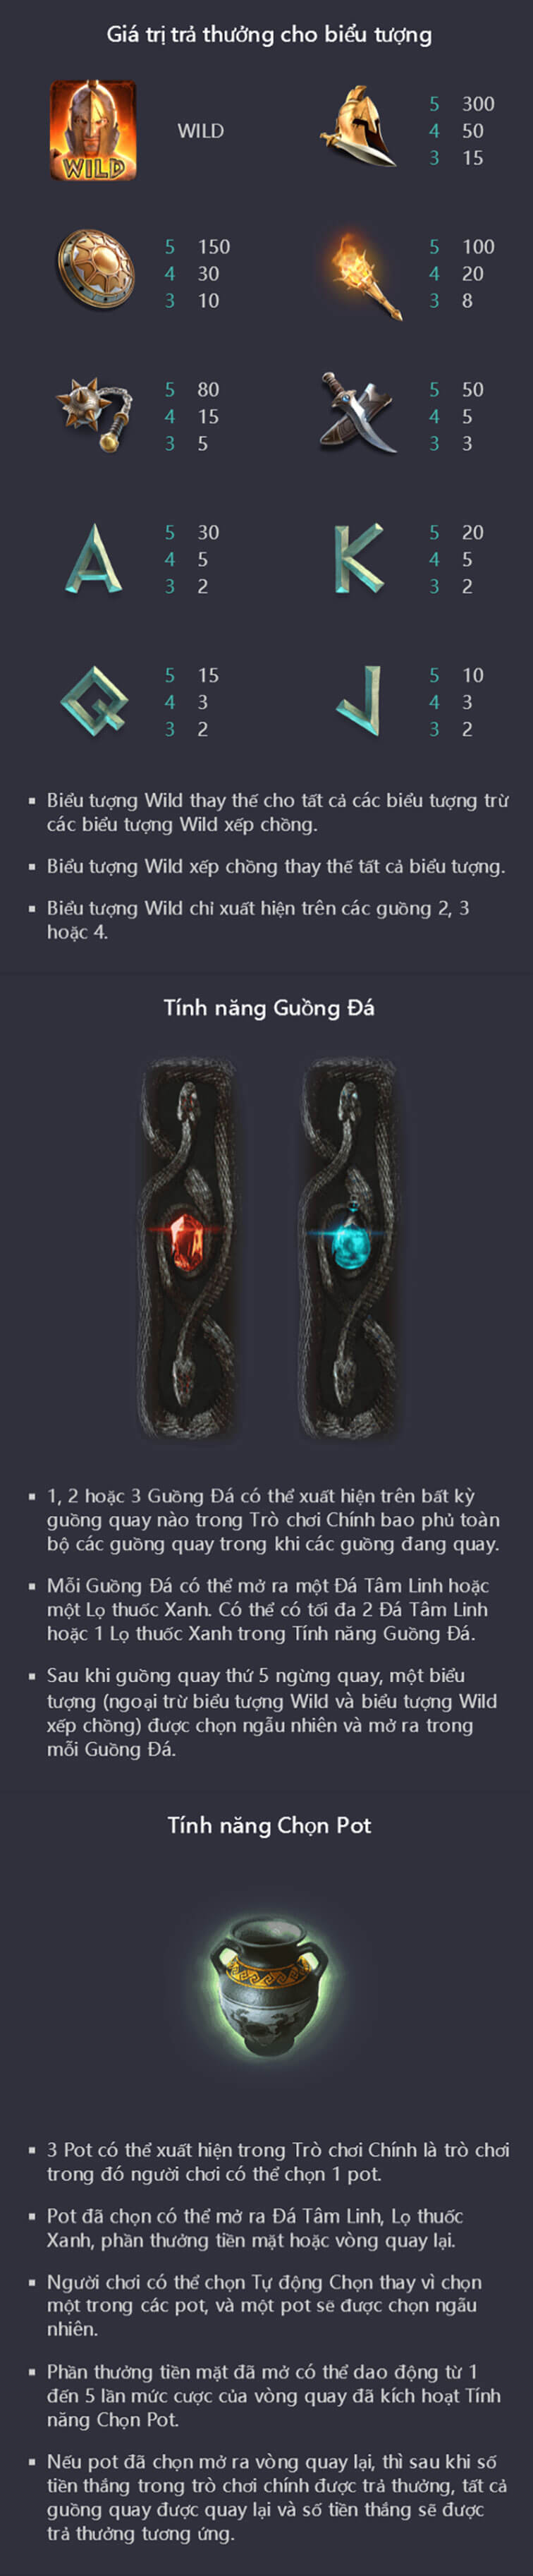 Giá trị trả thưởng cho biểu tượng
WILD
WILD
5 300
4 50
3 15
5 150
4 30
3 10
5 100
4 20
3 8
5 80
4 15
3 5
5 50
4 5
3 3
A
5 30
4 5
3 2
K
5 20
4 5
3 2
Q
5 15
4 3
3 2
J
5 10
4 3
3 2
▪ Biểu tượng Wild thay thế cho tất cả các biểu tượng trừ
các biểu tượng Wild xếp chồng.
▪ Biểu tượng Wild xếp chồng thay thế tất cả biểu tượng.
▪ Biểu tượng Wild chỉ xuất hiện trên các guồng 2, 3
hoặc 4.
Tính năng Guồng Đá
▪ 1, 2 hoặc 3 Guồng Đá có thể xuất hiện trên bất kỳ
guồng quay nào trong Trò chơi Chính bao phủ toàn
bộ các guồng quay trong khi các guồng đang quay.
▪ Mỗi Guồng Đá có thể mở ra một Đá Tâm Linh hoặc
một Lọ thuốc Xanh. Có thể có tối đa 2 Đá Tâm Linh
hoặc 1 Lọ thuốc Xanh trong Tính năng Guồng Đá.
▪ Sau khi guồng quay thứ 5 ngừng quay, một biểu
tượng (ngoại trừ biểu tượng Wild và biểu tượng Wild
xếp chồng) được chọn ngẫu nhiên và mở ra trong
mỗi Guồng Đá.
Tính năng Chọn Pot
▪ 3 Pot có thể xuất hiện trong Trò chơi Chính là trò chơi
trong đó người chơi có thể chọn 1 pot.
▪ Pot đã chọn có thể mở ra Đá Tâm Linh, Lọ thuốc
Xanh, phần thưởng tiền mặt hoặc vòng quay lại.
▪ Người chơi có thể chọn Tự động Chọn thay vì chọn
một trong các pot, và một pot sẽ được chọn ngẫu
nhiên.
▪ Phần thưởng tiền mặt đã mở có thể dao động từ 1
đến 5 lần mức cược của vòng quay đã kích hoạt Tính
năng Chọn Pot.
▪ Nếu pot đã chọn mở ra vòng quay lại, thì sau khi số
tiền thắng trong trò chơi chính được trả thưởng, tất cả
guồng quay được quay lại và số tiền thắng sẽ được
trả thưởng tương ứng.